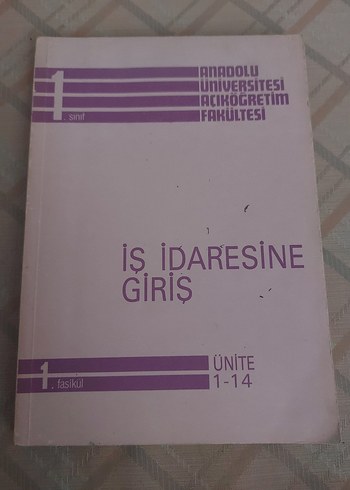 1. sınıf
ANADOLU
ÜNİVERSİTESİ
AÇIKÖĞRETİM
FAKÜLTESİ
İŞ İDARESİNE
GİRİŞ
1. fasikül
ÜNİTE
1-14